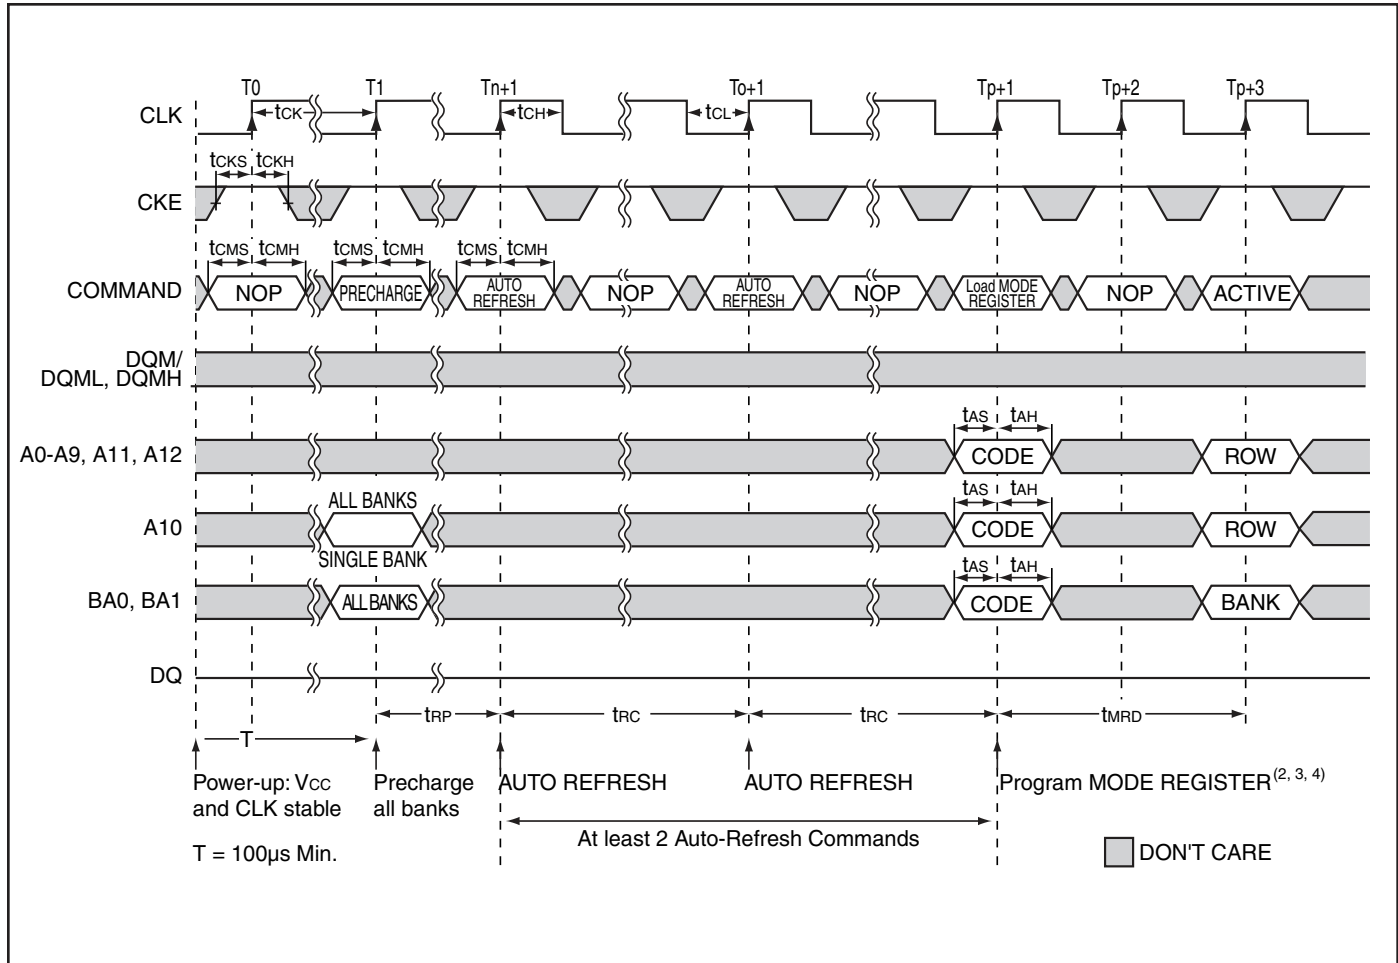 T0 T1 Tn+1 To+1 Tp+1 Tp+2 Tp+3
CLK tCK tCH tCL
tCKS tCKH
CKE
tCMS tCMH tCMS tCMH tCMS tCMH
COMMAND NOP PRECHARGE AUTO REFRESH NOP AUTO REFRESH NOP Load MODE REGISTER NOP ACTIVE
DQM/
DQML, DQMH
tAS tAH
A0-A9, A11, A12 CODE ROW
ALL BANKS tAS tAH
A10 CODE ROW
SINGLE BANK tAS tAH
BA0, BA1 ALL BANKS CODE BANK
DQ
tRP tRC tRC tMRD
T
Power-up: VCC
and CLK stable
Precharge
all banks
AUTO REFRESH AUTO REFRESH Program MODE REGISTER(2, 3, 4)
At least 2 Auto-Refresh Commands
T = 100µs Min.
DON'T CARE